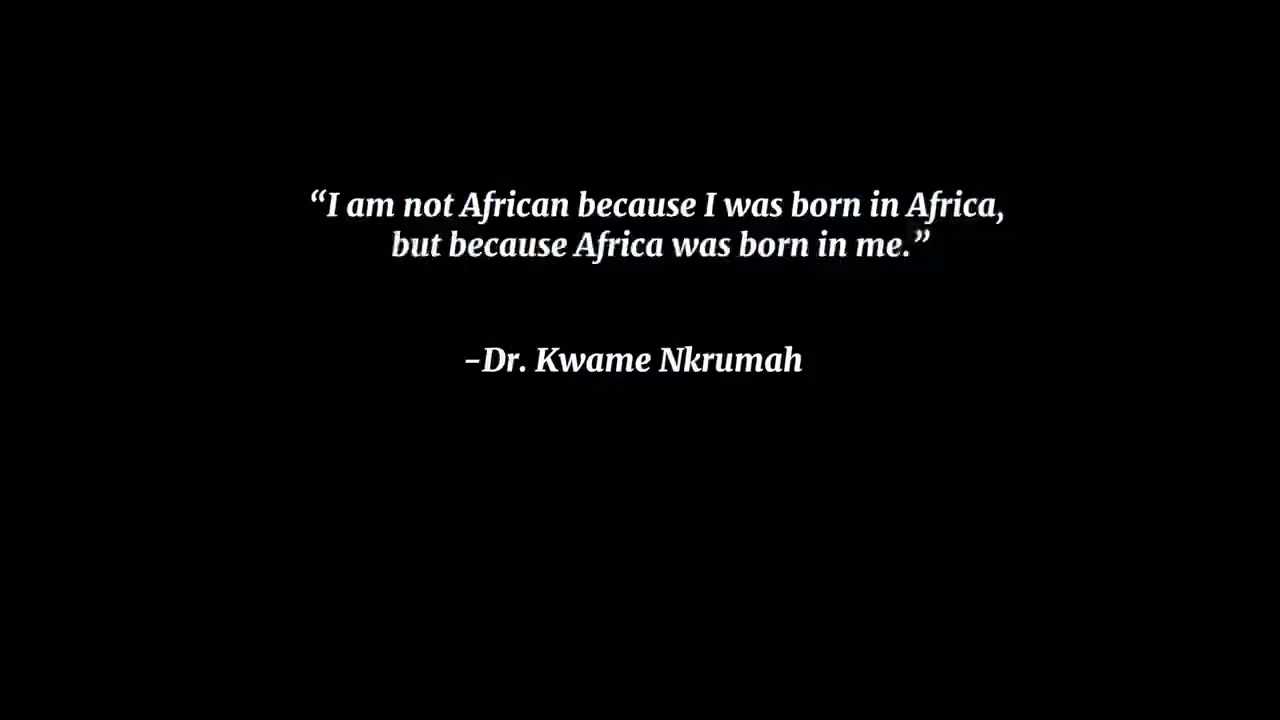 “I am not African because I was born in Africa,
but because Africa was born in me.”
–Dr. Kwame Nkrumah